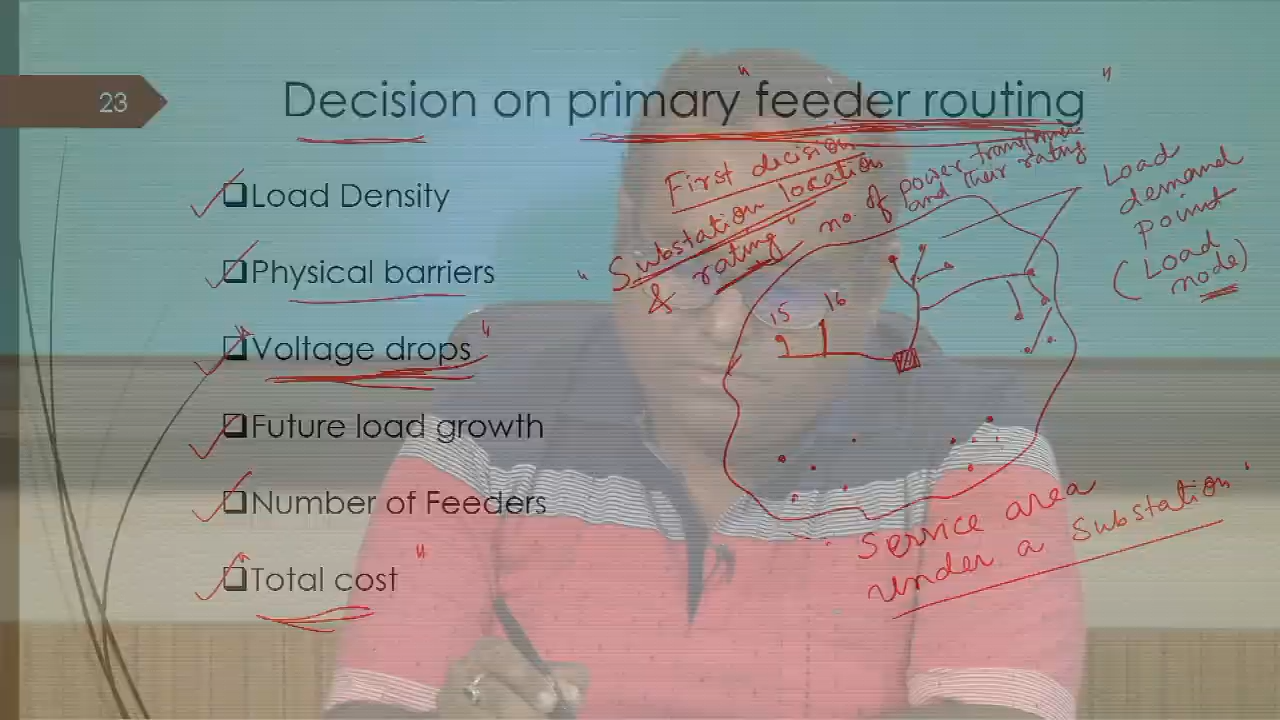 23
Decision on primary "feeder routing"
Load Density
Physical barriers
Voltage drops"
Future load growth
Number of Feeders
"Total cost"
First decision
"Substation location
& rating"
no. of power transformer
and their rating
Load
demand
point
(Load
node)
15
16
"Service area
under a Substation"